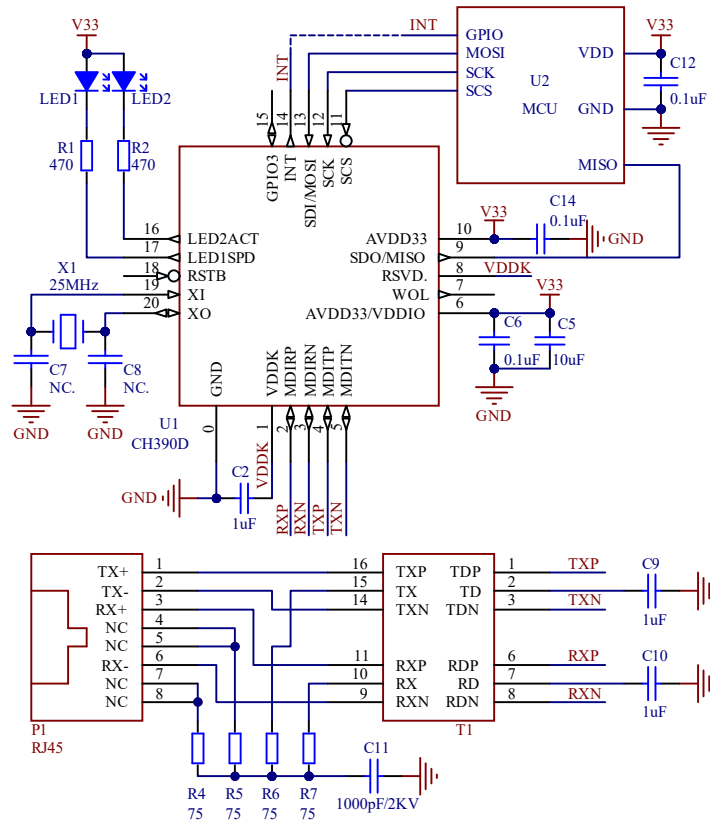 INT
V33
LED1
LED2
R1
470
R2
470
GPIO
MOSI
SCK
SCS
U2
MCU
VDD
GND
MISO
V33
C12
0.1uF
INT
15
14
13
12
11
GPIO3
INT
SDI/MOSI
SCK
SCS
16
17
18
19
20
LED2ACT
LED1SPD
RSTB
XI
XO
X1
25MHz
C7
NC.
C8
NC.
GND
GND
AVDD33
SDO/MISO
RSVD.
WOL
AVDD33/VDDIO
10
9
8
7
6
V33
C14
0.1uF
GND
VDDK
V33
C6
0.1uF
C5
10uF
GND
GND
VDDK
MDIRP
MDIRN
MDITP
MDITN
U1
CH390D
0
1
2
3
4
5
VDDK
GND
C2
1uF
RXP
RXN
TXP
TXN
TX+
TX-
RX+
NC
NC
RX-
NC
NC
1
2
3
4
5
6
7
8
P1
RJ45
16
15
14
11
10
9
TXP
TX
TXN
RXP
RX
RXN
TDP
TD
TDN
RDP
RD
RDN
1
2
3
6
7
8
T1
TXP
TXN
RXP
RXN
C9
1uF
C10
1uF
R4
75
R5
75
R6
75
R7
75
C11
1000pF/2KV